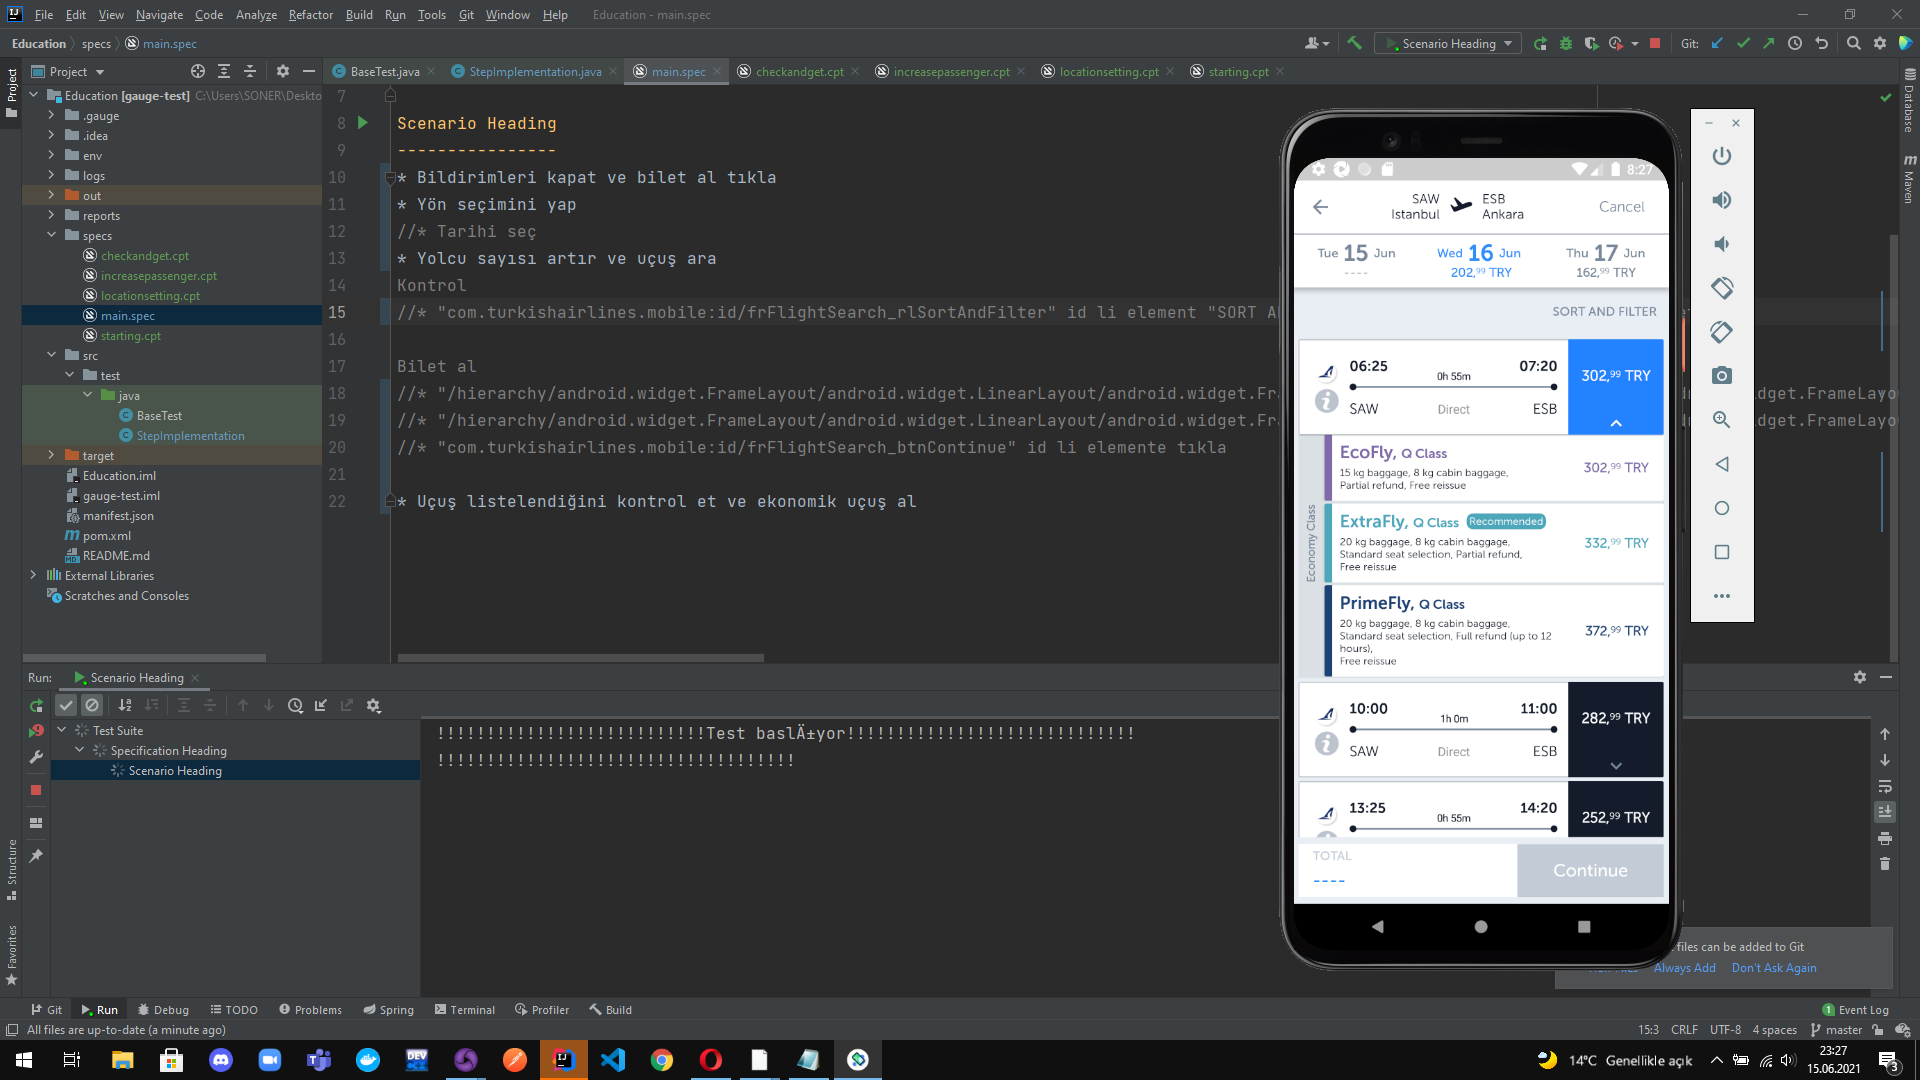 File Edit View Navigate Code Analyze Refactor Build Run Tools Git Window Help Education - main.spec
Education specs main.spec
Scenario Heading
Git:
Project
BaseTest.java StepImplementation.java main.spec checkandget.cpt increasepassenger.cpt locationsetting.cpt starting.cpt
Project
Database
Maven
Structure
Favorites
Education [gauge-test] C:\Users\SONER\Deskto
.gauge
.idea
env
logs
out
reports
specs
checkandget.cpt
increasepassenger.cpt
locationsetting.cpt
main.spec
starting.cpt
src
test
java
BaseTest
StepImplementation
target
Education.iml
gauge-test.iml
manifest.json
pom.xml
README.md
External Libraries
Scratches and Consoles
7
8 Scenario Heading
9 ----------------
10 * Bildirimleri kapat ve bilet al tıkla
11 * Yön seçimini yap
12 //* Tarihi seç
13 * Yolcu sayısı artır ve uçuş ara
14 Kontrol
15 //* "com.turkishairlines.mobile:id/frFlightSearch_rlSortAndFilter" id li element "SORT A
16
17 Bilet al
18 //* "/hierarchy/android.widget.FrameLayout/android.widget.LinearLayout/android.widget.Fr dget.FrameLayo
19 //* "/hierarchy/android.widget.FrameLayout/android.widget.LinearLayout/android.widget.Fr dget.FrameLayo
20 //* "com.turkishairlines.mobile:id/frFlightSearch_btnContinue" id li elemente tıkla
21
22 * Uçuş listelendiğini kontrol et ve ekonomik uçuş al
8:27
SAW ESB
Istanbul Ankara
Cancel
Tue 15 Jun Wed 16 Jun Thu 17 Jun
---- 202,99 TRY 162,99 TRY
SORT AND FILTER
06:25 07:20
0h 55m
302,99 TRY
SAW Direct ESB
Economy Class
EcoFly, Q Class
15 kg baggage, 8 kg cabin baggage,
Partial refund, Free reissue
302,99 TRY
ExtraFly, Q Class Recommended
20 kg baggage, 8 kg cabin baggage,
Standard seat selection, Partial refund,
Free reissue
332,99 TRY
PrimeFly, Q Class
20 kg baggage, 8 kg cabin baggage,
Standard seat selection, Full refund (up to 12
hours),
Free reissue
372,99 TRY
10:00 11:00
1h 0m
282,99 TRY
SAW Direct ESB
13:25 14:20
0h 55m
252,99 TRY
TOTAL
----
Continue
Run: Scenario Heading
Test Suite
Specification Heading
Scenario Heading
!!!!!!!!!!!!!!!!!!!!!!!!!!!Test baslÄ±yor!!!!!!!!!!!!!!!!!!!!!!!!!!!!!
!!!!!!!!!!!!!!!!!!!!!!!!!!!!!!!!!!!!
files can be added to Git
Always Add Don't Ask Again
Git Run Debug TODO Problems Spring Terminal Profiler Build
1 Event Log
All files are up-to-date (a minute ago)
15:3 CRLF UTF-8 4 spaces master
14°C Genellikle açık
23:27
15.06.2021
3